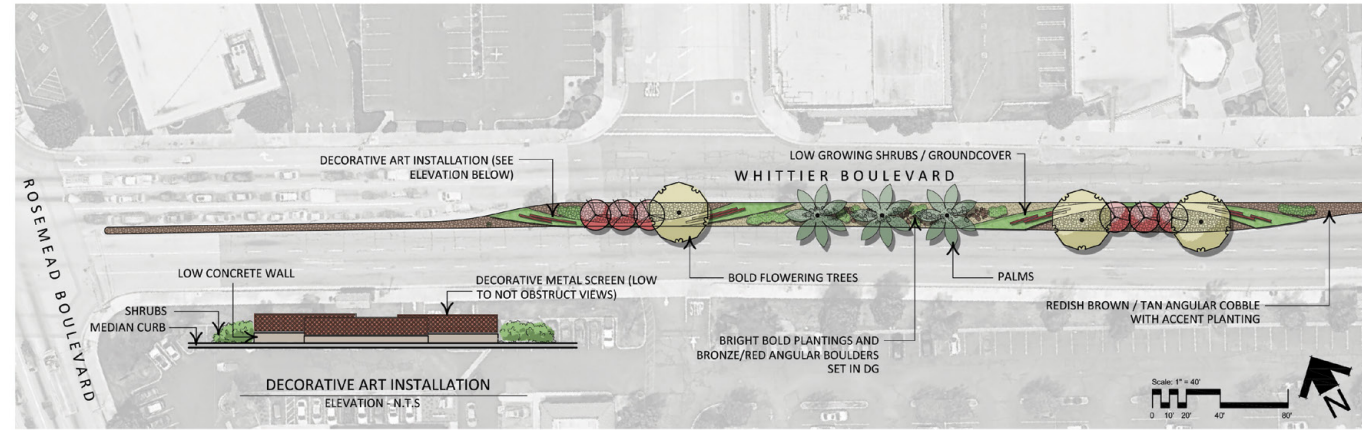 DECORATIVE ART INSTALLATION (SEE
ELEVATION BELOW)
LOW GROWING SHRUBS / GROUNDCOVER
WHITTIER BOULEVARD
ROSEMEAD BOULEVARD
LOW CONCRETE WALL
SHRUBS
MEDIAN CURB
DECORATIVE METAL SCREEN (LOW
TO NOT OBSTRUCT VIEWS)
BOLD FLOWERING TREES
PALMS
REDISH BROWN / TAN ANGULAR COBBLE
WITH ACCENT PLANTING
BRIGHT BOLD PLANTINGS AND
BRONZE/RED ANGULAR BOULDERS
SET IN DG
DECORATIVE ART INSTALLATION
ELEVATION - N.T.S
STOP
Scale: 1" = 40'
0 10' 20' 40' 80'
N